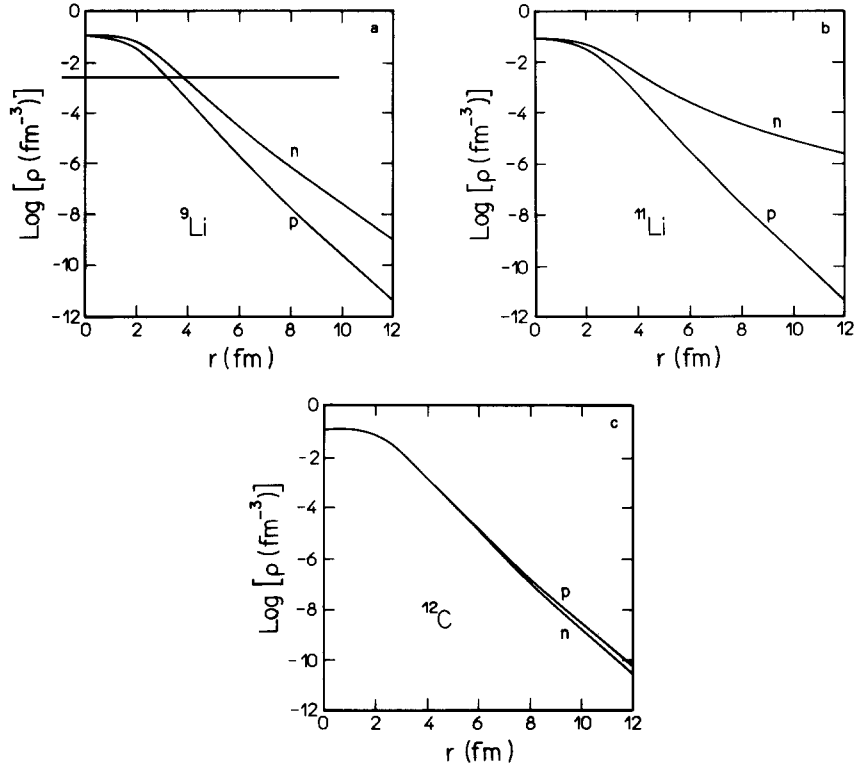 a
Log [ρ (fm⁻³)]
0
-2
-4
-6
-8
-10
-12
n
p
⁹Li
0 2 4 6 8 10 12
r (fm)
b
Log [ρ (fm⁻³)]
0
-2
-4
-6
-8
-10
-12
n
p
¹¹Li
0 2 4 6 8 10 12
r (fm)
c
Log [ρ (fm⁻³)]
0
-2
-4
-6
-8
-10
-12
p
n
¹²C
0 2 4 6 8 10 12
r (fm)